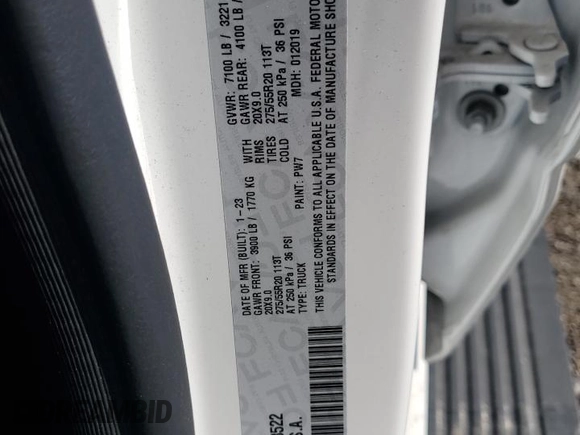 DATE OF MFR (BUILT): 1-23 GVWR: 7100 LB / 3221
GAWR FRONT: 3900 LB / 1770 KG WITH GAWR REAR: 4100 LB /
20X9.0 RIMS 20X9.0
275/55R20 113T TIRES 275/55R20 113T
AT 250 kPa / 36 PSI COLD AT 250 kPa / 36 PSI
TYPE: TRUCK PAINT: PW7 MDH: 012019
THIS VEHICLE CONFORMS TO ALL APPLICABLE U.S.A. FEDERAL MOTOR
STANDARDS IN EFFECT ON THE DATE OF MANUFACTURE SHO
522
S.A.